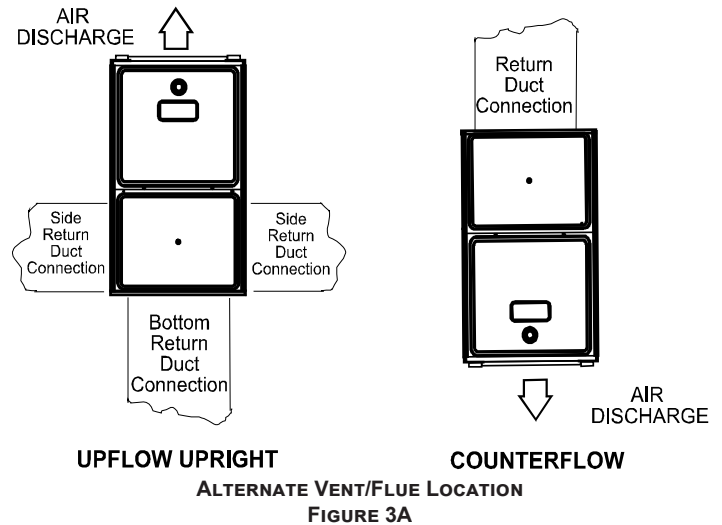 AIR
DISCHARGE
Side
Return
Duct
Connection
Side
Return
Duct
Connection
Bottom
Return
Duct
Connection
UPFLOW UPRIGHT
Return
Duct
Connection
AIR
DISCHARGE
COUNTERFLOW
ALTERNATE VENT/FLUE LOCATION
FIGURE 3A